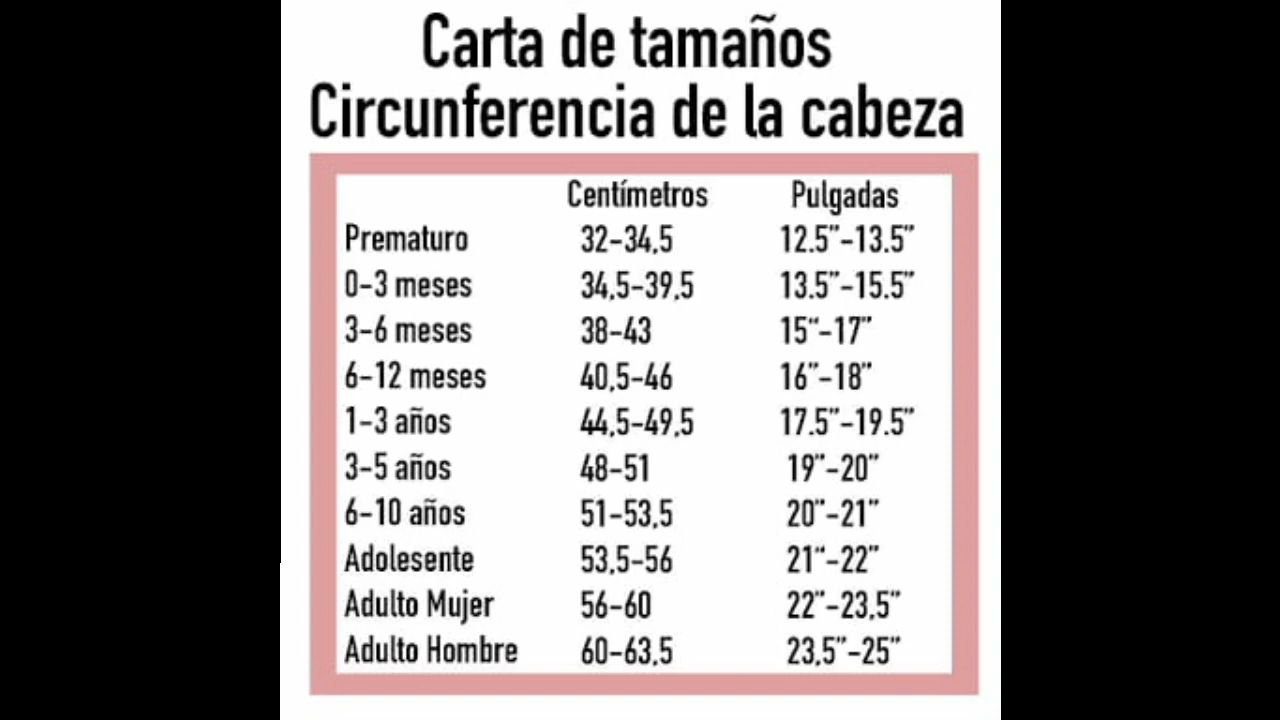 Carta de tamaños
Circunferencia de la cabeza
Centímetros Pulgadas
Prematuro 32-34,5 12.5”-13.5”
0-3 meses 34,5-39,5 13.5”-15.5”
3-6 meses 38-43 15“-17”
6-12 meses 40,5-46 16”-18”
1-3 años 44,5-49,5 17.5”-19.5”
3-5 años 48-51 19”-20”
6-10 años 51-53,5 20”-21”
Adolesente 53,5-56 21“-22”
Adulto Mujer 56-60 22”-23,5”
Adulto Hombre 60-63,5 23,5”-25”